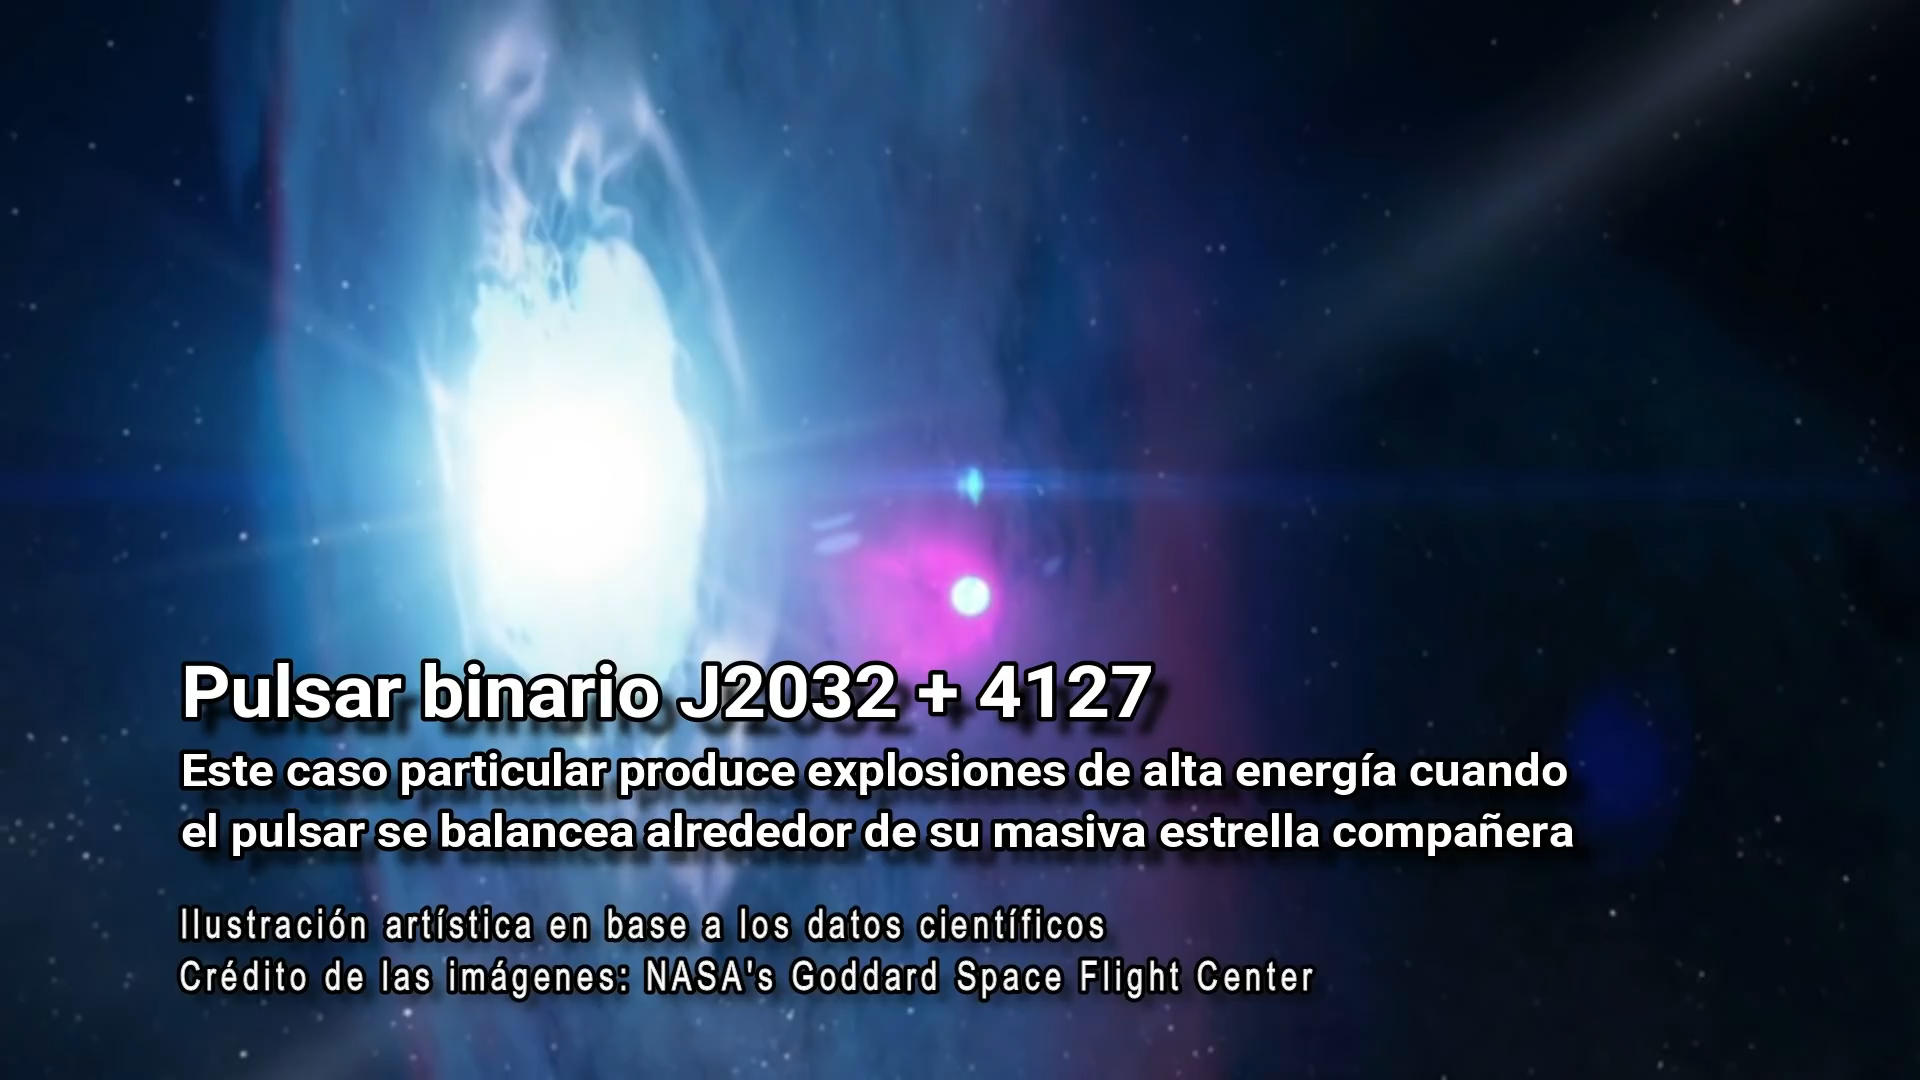 Pulsar binario J2032 + 4127
Este caso particular produce explosiones de alta energía cuando
el pulsar se balancea alrededor de su masiva estrella compañera
Ilustración artística en base a los datos científicos
Crédito de las imágenes: NASA's Goddard Space Flight Center